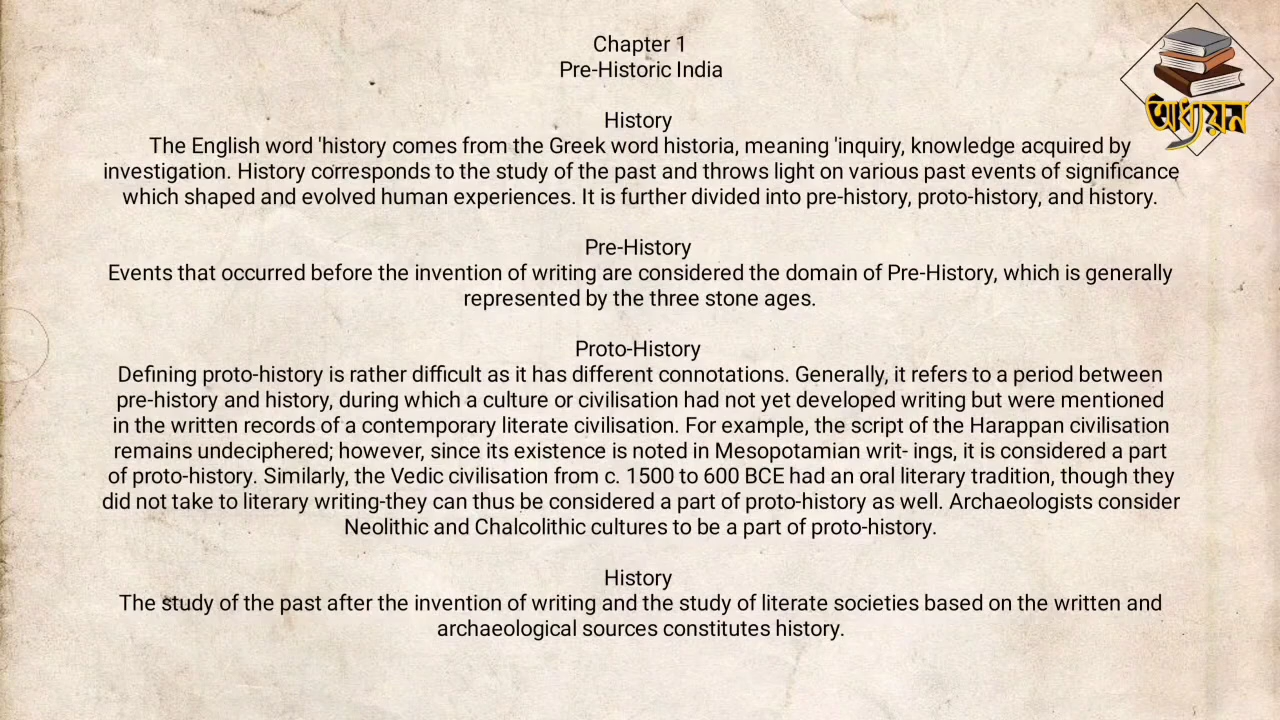 Chapter 1
Pre-Historic India
অধ্যয়ন
History
The English word 'history comes from the Greek word historia, meaning 'inquiry, knowledge acquired by
investigation. History corresponds to the study of the past and throws light on various past events of significance
which shaped and evolved human experiences. It is further divided into pre-history, proto-history, and history.
Pre-History
Events that occurred before the invention of writing are considered the domain of Pre-History, which is generally
represented by the three stone ages.
Proto-History
Defining proto-history is rather difficult as it has different connotations. Generally, it refers to a period between
pre-history and history, during which a culture or civilisation had not yet developed writing but were mentioned
in the written records of a contemporary literate civilisation. For example, the script of the Harappan civilisation
remains undeciphered; however, since its existence is noted in Mesopotamian writ- ings, it is considered a part
of proto-history. Similarly, the Vedic civilisation from c. 1500 to 600 BCE had an oral literary tradition, though they
did not take to literary writing-they can thus be considered a part of proto-history as well. Archaeologists consider
Neolithic and Chalcolithic cultures to be a part of proto-history.
History
The study of the past after the invention of writing and the study of literate societies based on the written and
archaeological sources constitutes history.